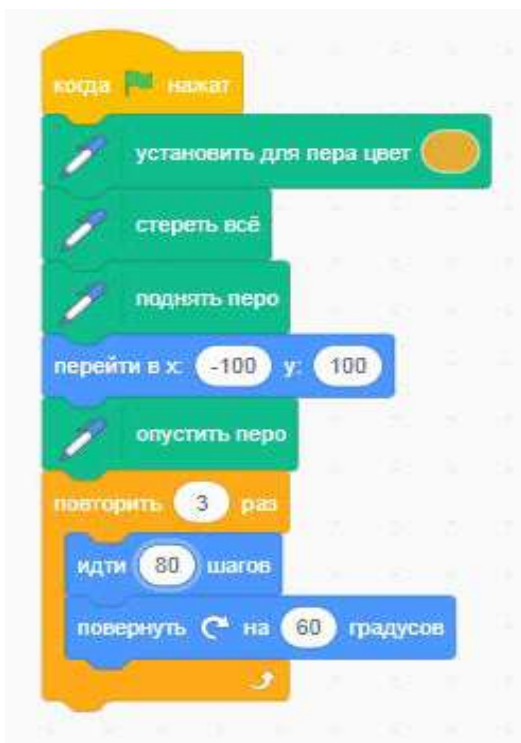 когда нажат
установить для пера цвет
стереть всё
поднять перо
перейти в x: -100 y: 100
опустить перо
повторить 3 раз
идти 80 шагов
повернуть на 60 градусов